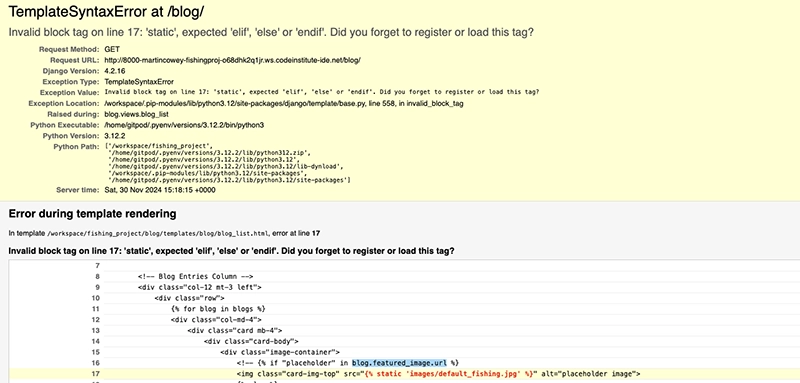 TemplateSyntaxError at /blog/
Invalid block tag on line 17: 'static', expected 'elif', 'else' or 'endif'. Did you forget to register or load this tag?
Request Method: GET
Request URL: http://8000-martincowey-fishingproj-o68dhk2q1jr.ws.codeinstitute-ide.net/blog/
Django Version: 4.2.16
Exception Type: TemplateSyntaxError
Exception Value: Invalid block tag on line 17: 'static', expected 'elif', 'else' or 'endif'. Did you forget to register or load this tag?
Exception Location: /workspace/.pip-modules/lib/python3.12/site-packages/django/template/base.py, line 558, in invalid_block_tag
Raised during: blog.views.blog_list
Python Executable: /home/gitpod/.pyenv/versions/3.12.2/bin/python3
Python Version: 3.12.2
Python Path: ['/workspace/fishing_project',
'/home/gitpod/.pyenv/versions/3.12.2/lib/python312.zip',
'/home/gitpod/.pyenv/versions/3.12.2/lib/python3.12',
'/home/gitpod/.pyenv/versions/3.12.2/lib/python3.12/lib-dynload',
'/workspace/.pip-modules/lib/python3.12/site-packages',
'/home/gitpod/.pyenv/versions/3.12.2/lib/python3.12/site-packages']
Server time: Sat, 30 Nov 2024 15:18:15 +0000
Error during template rendering
In template /workspace/fishing_project/blog/templates/blog/blog_list.html, error at line 17
Invalid block tag on line 17: 'static', expected 'elif', 'else' or 'endif'. Did you forget to register or load this tag?
7
8 <!-- Blog Entries Column -->
9 <div class="col-12 mt-3 left">
10 <div class="row">
11 {% for blog in blogs %}
12 <div class="col-md-4">
13 <div class="card mb-4">
14 <div class="card-body">
15 <div class="image-container">
16 <!-- {% if "placeholder" in blog.featured_image.url %}
17 <img class="card-img-top" src="{% static 'images/default_fishing.jpg' %}" alt="placeholder image">